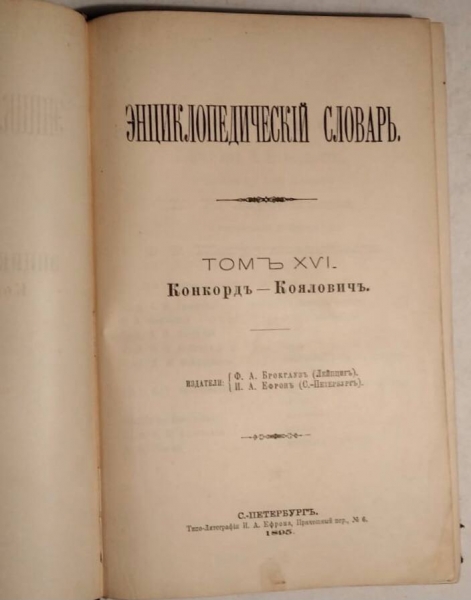 ЭНЦИКЛОПЕДИЧЕСКІЙ СЛОВАРЬ.
ТОМЪ XVI.
Конкордъ — Кояловичъ.
ИЗДАТЕЛИ:
Ф. А. Брокгаузъ (Лейпцигъ),
И. А. Ефронъ (С.-Петербургъ).
С.-ПЕТЕРБУРГЪ.
Типо-Литографія И. А. Ефрона, Прачешный пер., № 6.
1895.